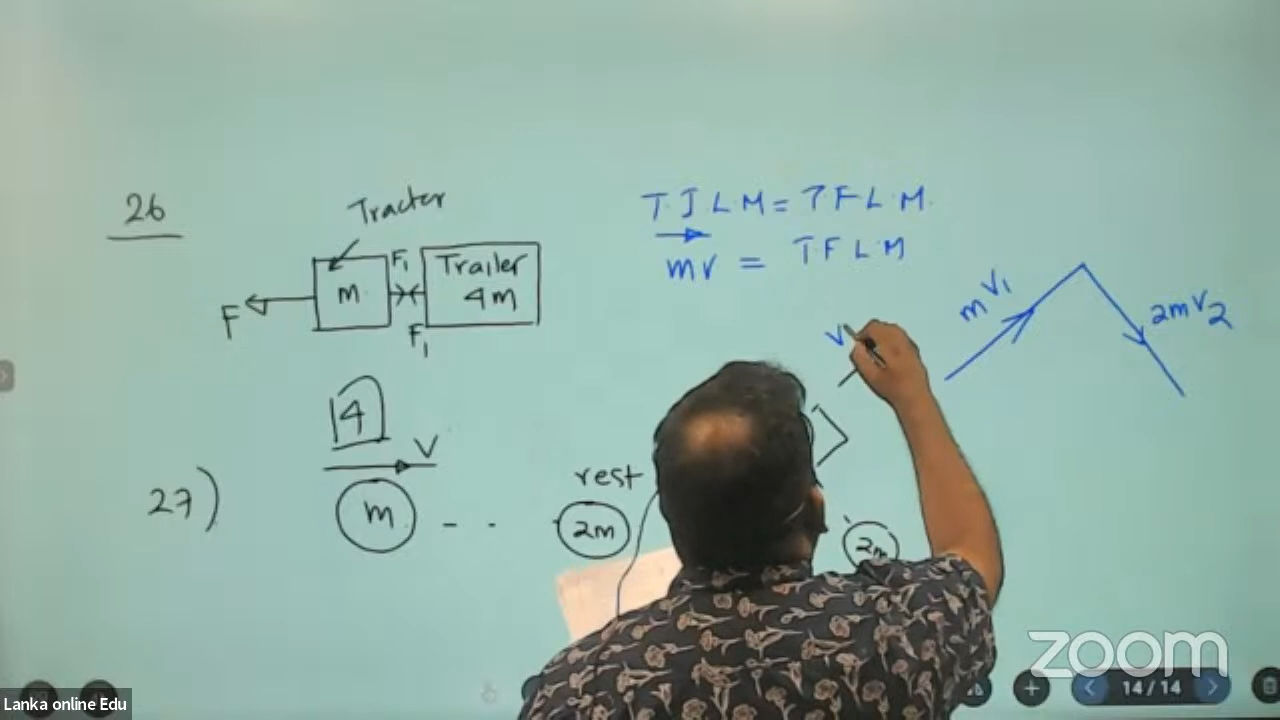 26
Tracter
F
m
F₁
F₁
Trailer
4m
T I L M = T F L M
mv = T F L M
mv₁
2mv₂
4
V
27)
m
- -
rest
2m
V
2m
zoom
14 / 14
Lanka online Edu